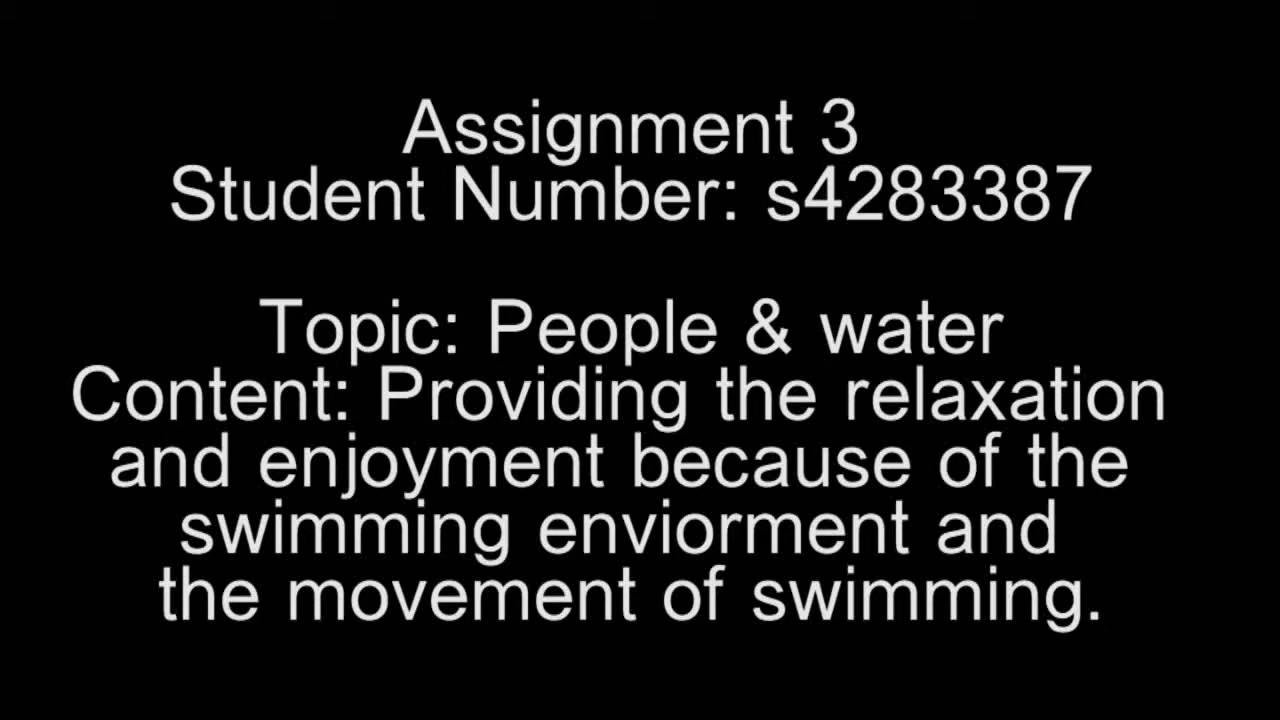 Assignment 3
Student Number: s4283387
Topic: People & water
Content: Providing the relaxation
and enjoyment because of the
swimming enviorment and
the movement of swimming.